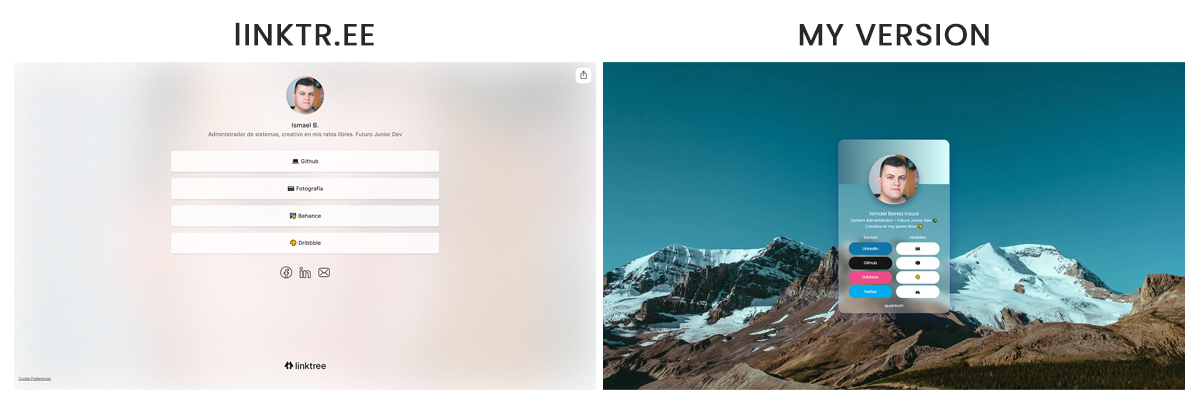 lINKTR.EE
MY VERSION
Ismael B.
Administrador de sistemas, creativo en mis ratos libres. Futuro Junior Dev
Github
Fotografía
Behance
Dribbble
linktree
Cookie Preferences
Ismael Barea Insua
System Administrator - Future Junior Dev
Creative at my spare time
Socials Hobbies
Linkedin
Github
Dribbble
Twitter